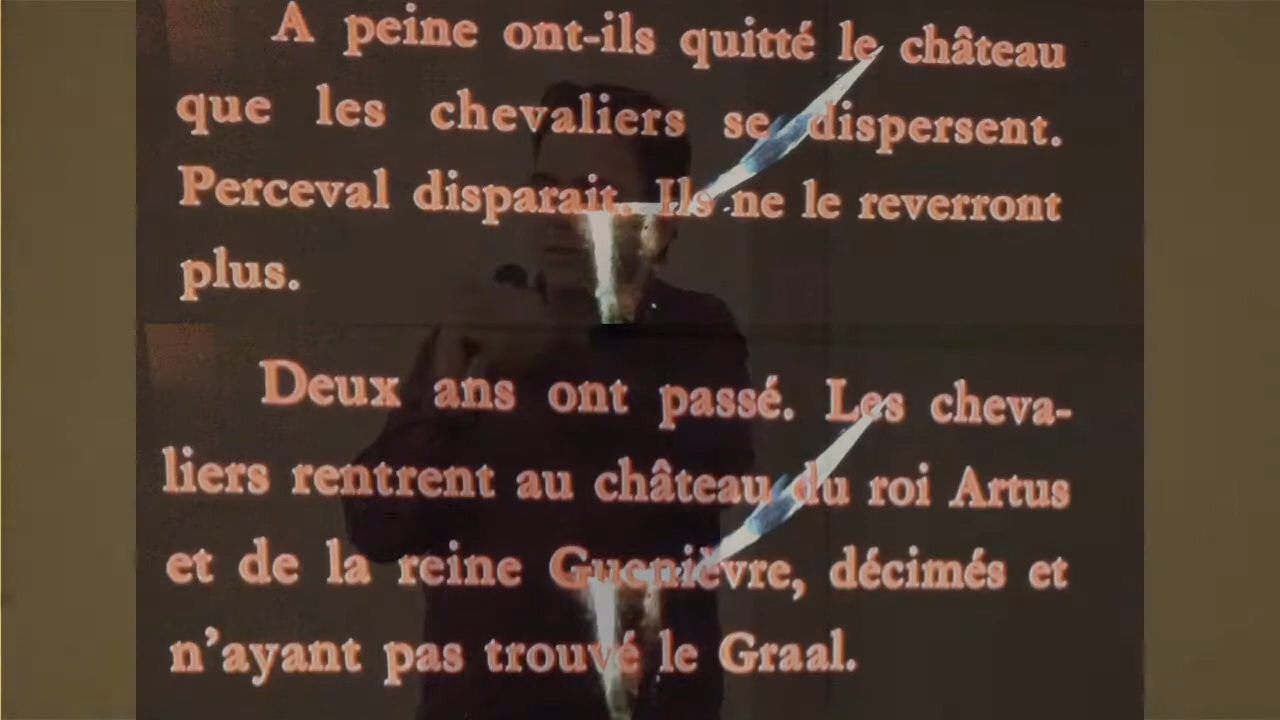 A peine ont-ils quitté le château
que les chevaliers se dispersent.
Perceval disparait. Ils ne le reverront
plus.
Deux ans ont passé. Les cheva-
liers rentrent au château du roi Artus
et de la reine Guenièvre, décimés et
n'ayant pas trouvé le Graal.